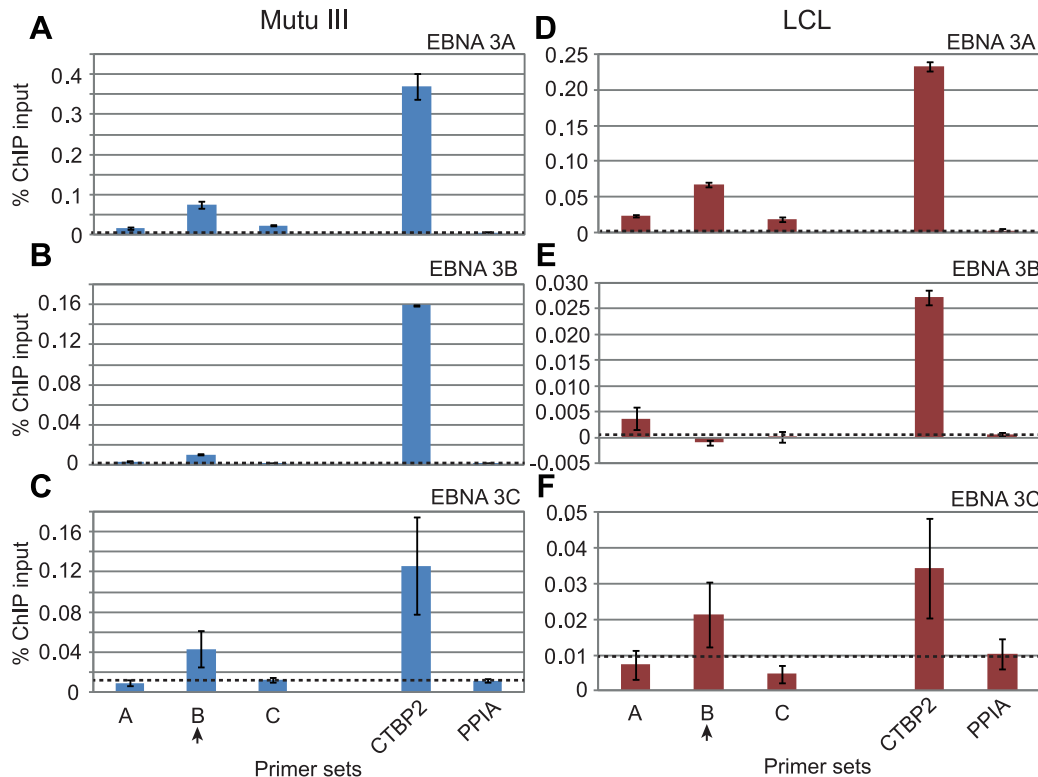 Mutu III
LCL
A
EBNA 3A
% ChIP input
0.4
0.3
0.2
0.1
0
D
EBNA 3A
0.25
0.20
0.15
0.10
0.05
0
B
EBNA 3B
% ChIP input
0.16
0.12
0.08
0.04
0
E
EBNA 3B
0.030
0.025
0.020
0.015
0.010
0.005
0
-0.005
C
EBNA 3C
% ChIP input
0.16
0.12
0.08
0.04
0
A
B
C
CTBP2
PPIA
Primer sets
F
EBNA 3C
0.05
0.04
0.03
0.02
0.01
0
A
B
C
CTBP2
PPIA
Primer sets